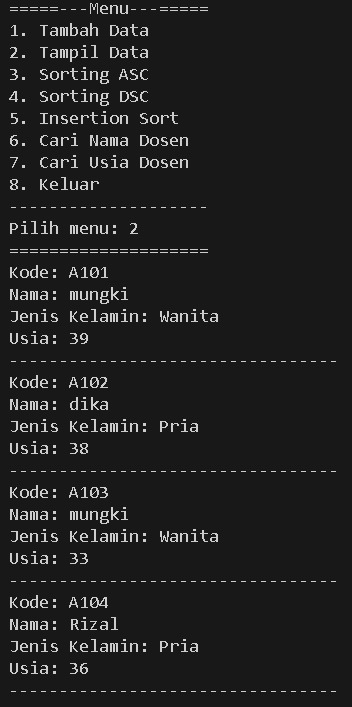 =====---Menu---=====
1. Tambah Data
2. Tampil Data
3. Sorting ASC
4. Sorting DSC
5. Insertion Sort
6. Cari Nama Dosen
7. Cari Usia Dosen
8. Keluar
--------------------
Pilih menu: 2
====================
Kode: A101
Nama: mungki
Jenis Kelamin: Wanita
Usia: 39
---------------------------------
Kode: A102
Nama: dika
Jenis Kelamin: Pria
Usia: 38
---------------------------------
Kode: A103
Nama: mungki
Jenis Kelamin: Wanita
Usia: 33
---------------------------------
Kode: A104
Nama: Rizal
Jenis Kelamin: Pria
Usia: 36
---------------------------------